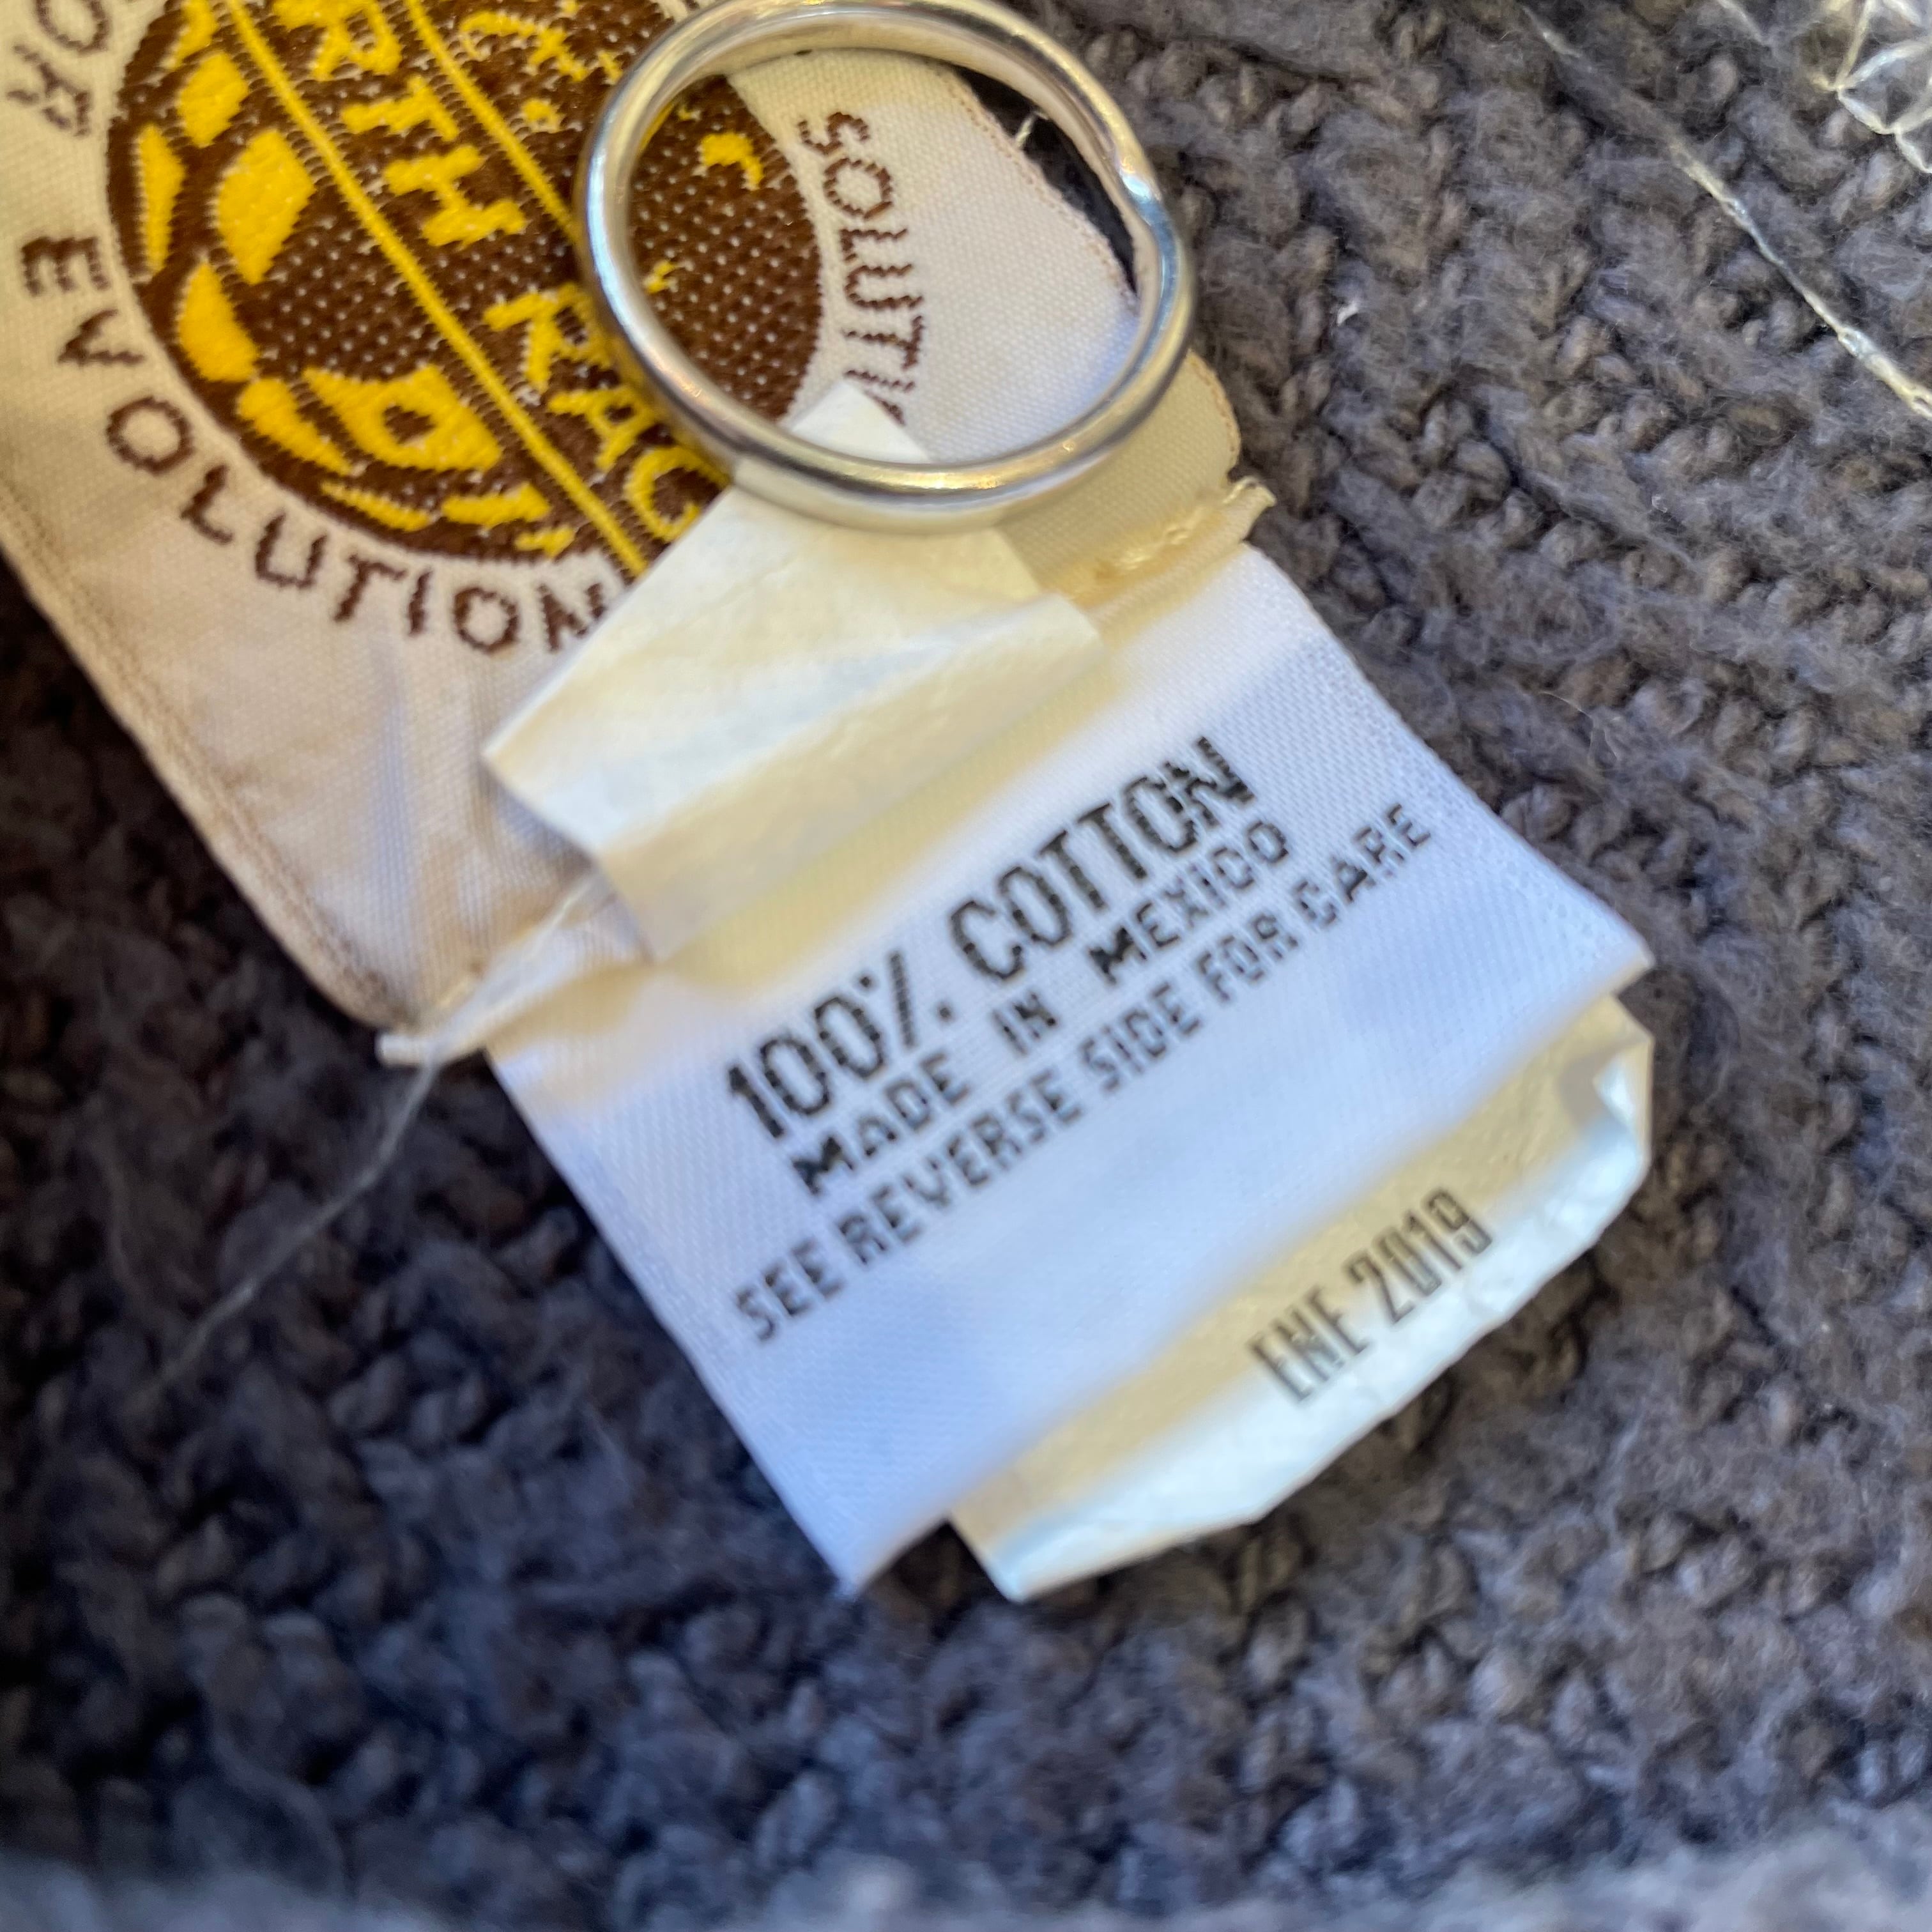 EVOLUTION
100% COTTON
MADE IN MEXICO
SEE REVERSE SIDE FOR CARE
ENE 2019